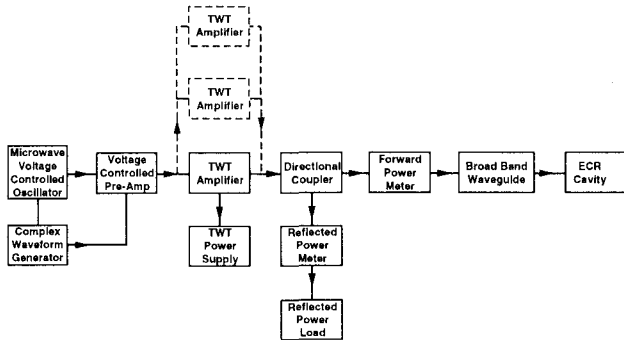 TWT
Amplifier
TWT
Amplifier
Microwave
Voltage
Controlled
Oscillator
Voltage
Controlled
Pre-Amp
TWT
Amplifier
Directional
Coupler
Forward
Power
Meter
Broad Band
Waveguide
ECR
Cavity
Complex
Waveform
Generator
TWT
Power
Supply
Reflected
Power
Meter
Reflected
Power
Load